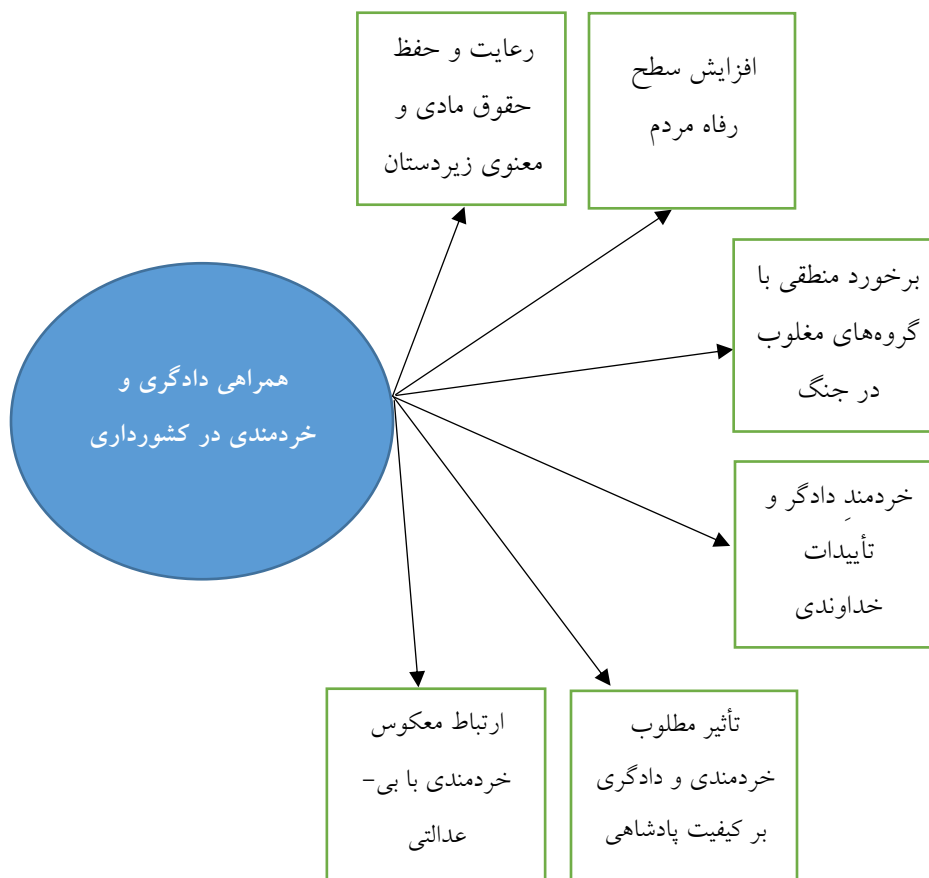 رعایت و حفظ
حقوق مادی و
معنوی زیردستان
افزایش سطح
رفاه مردم
برخورد منطقی با
گروه‌های مغلوب
در جنگ
همراهی دادگری و
خردمندی در کشورداری
خردمندِ دادگر و
تأییدات
خداوندی
تأثیر مطلوب
خردمندی و دادگری
بر کیفیت پادشاهی
ارتباط معکوس
خردمندی با بی-
عدالتی